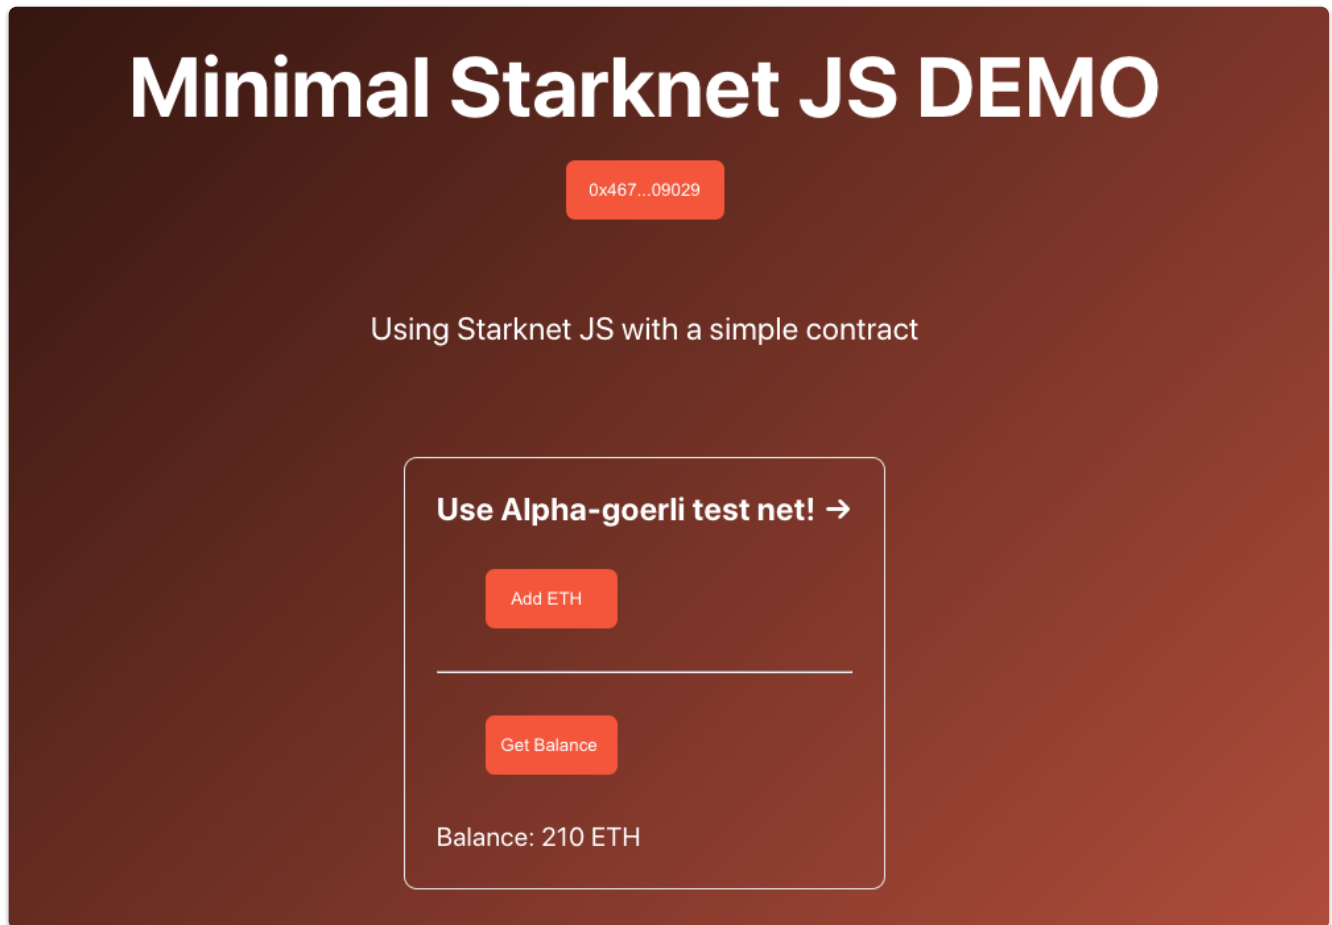 Minimal Starknet JS DEMO
0x467...09029
Using Starknet JS with a simple contract
Use Alpha-goerli test net! →
Add ETH
Get Balance
Balance: 210 ETH